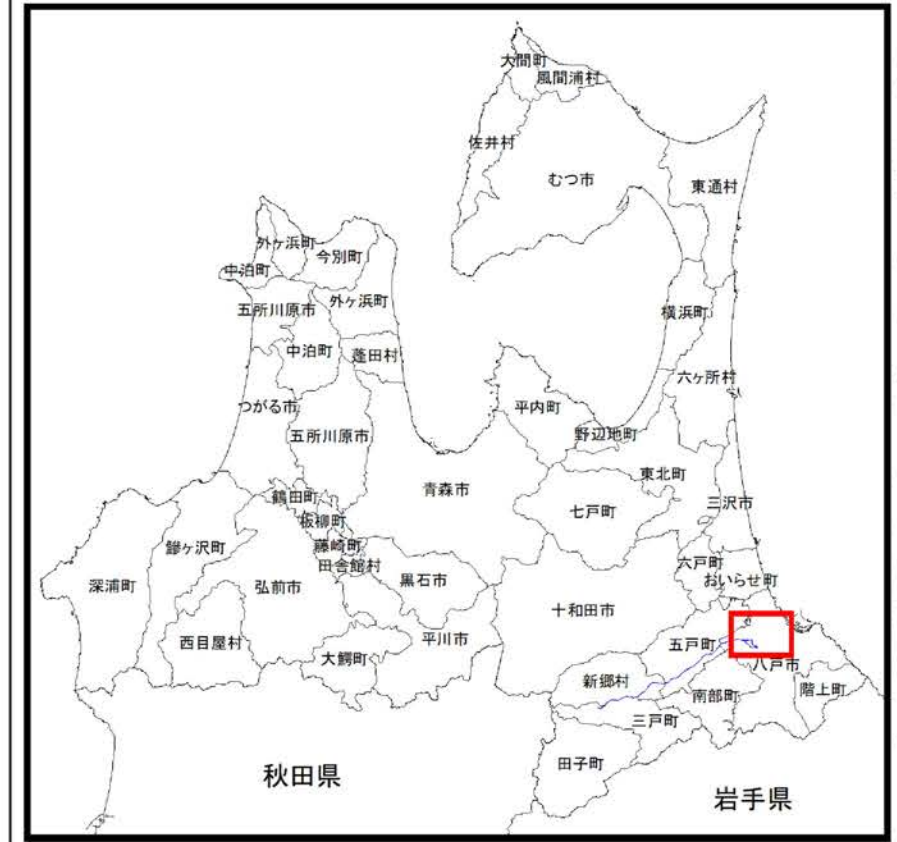 大間町
風間浦村
佐井村
むつ市
東通村
外ヶ浜町
今別町
中泊町
五所川原市
外ヶ浜町
横浜町
中泊町
蓬田村
六ヶ所村
つがる市
平内町
五所川原市
野辺地町
東北町
青森市
鶴田町
七戸町
三沢市
板柳町
藤崎町
鰺ヶ沢町
田舎館村
六戸町
深浦町
弘前市
黒石市
おいらせ町
十和田市
西目屋村
平川市
五戸町
大鰐町
八戸市
新郷村
南部町
階上町
三戸町
田子町
秋田県
岩手県